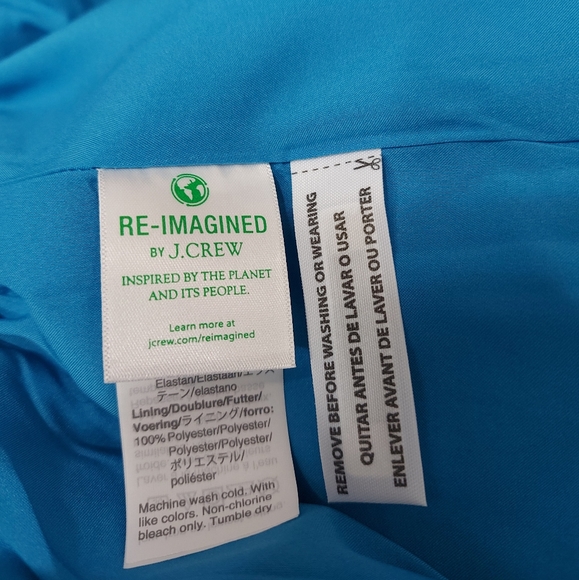 RE-IMAGINED
BY J.CREW
INSPIRED BY THE PLANET
AND ITS PEOPLE.
Learn more at
jcrew.com/reimagined
Elastan/Elastaan/エラス
テーン/elastano
Lining/Doublure/Futter/
Voering/ライニング/forro:
100% Polyester/Polyester/
Polyester/Polyester/
ポリエステル/
poliéster
Machine wash cold. With
like colors. Non-chlorine
bleach only. Tumble dry
REMOVE BEFORE WASHING OR WEARING
QUITAR ANTES DE LAVAR O USAR
ENLEVER AVANT DE LAVER OU PORTER